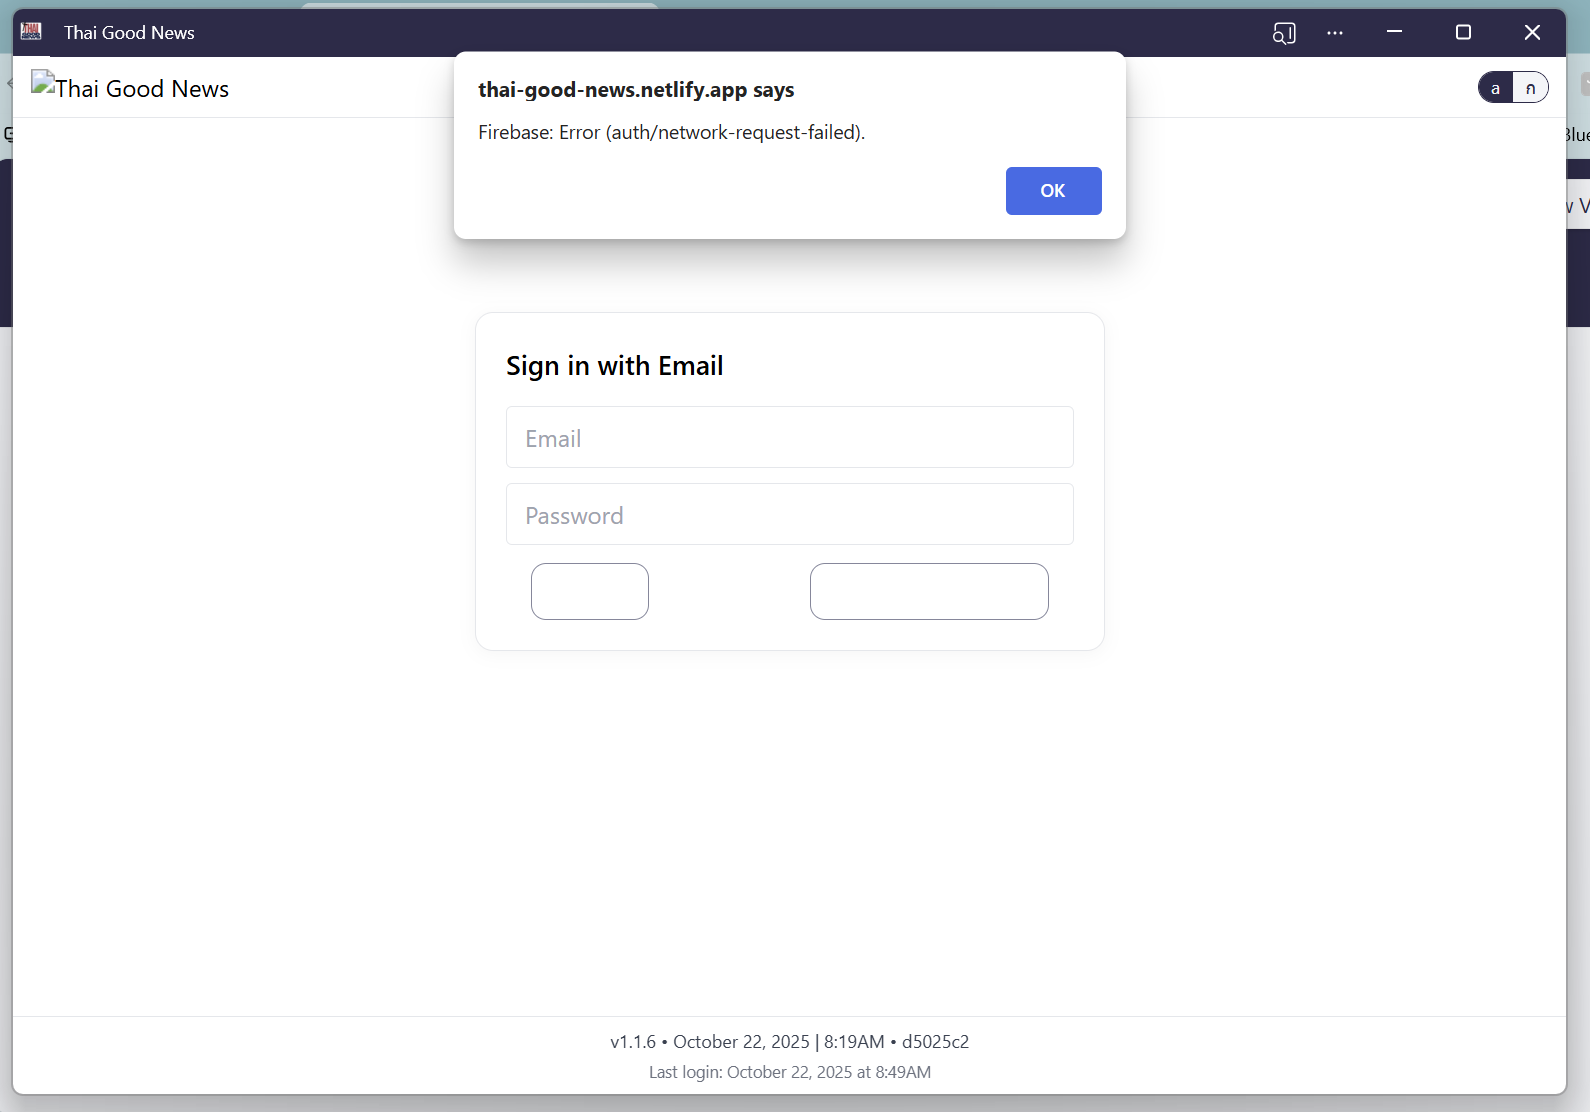 Thai Good News
Thai Good News
a ก
thai-good-news.netlify.app says
Firebase: Error (auth/network-request-failed).
OK
Sign in with Email
Email
Password
v1.1.6 • October 22, 2025 | 8:19AM • d5025c2
Last login: October 22, 2025 at 8:49AM